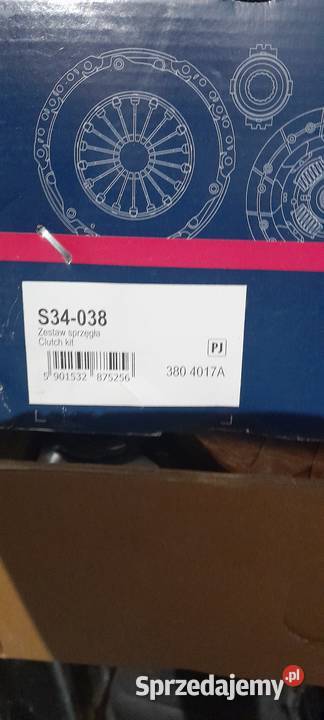 S34-038
Zestaw sprzęgła
Clutch kit
PJ
5 901532 875256
380 4017A
Sprzedajemy.pl